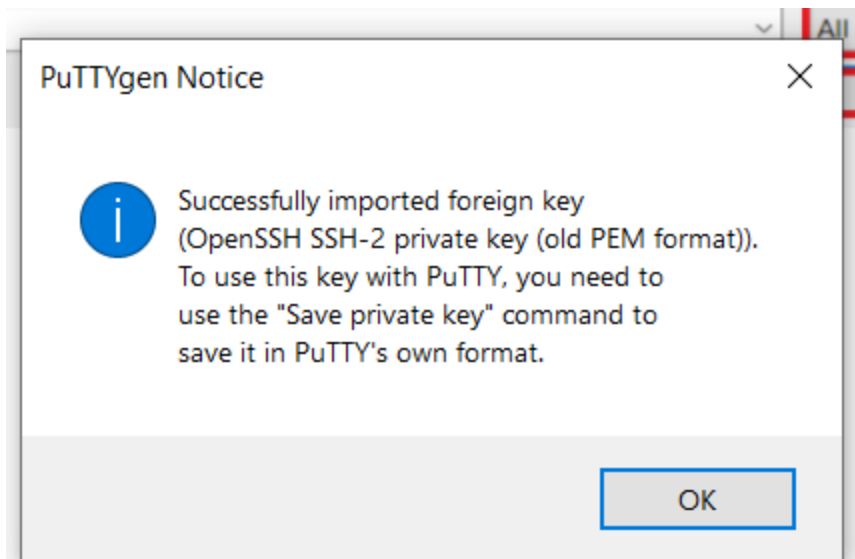 All
PuTTYgen Notice
Successfully imported foreign key
(OpenSSH SSH-2 private key (old PEM format)).
To use this key with PuTTY, you need to
use the "Save private key" command to
save it in PuTTY's own format.
OK